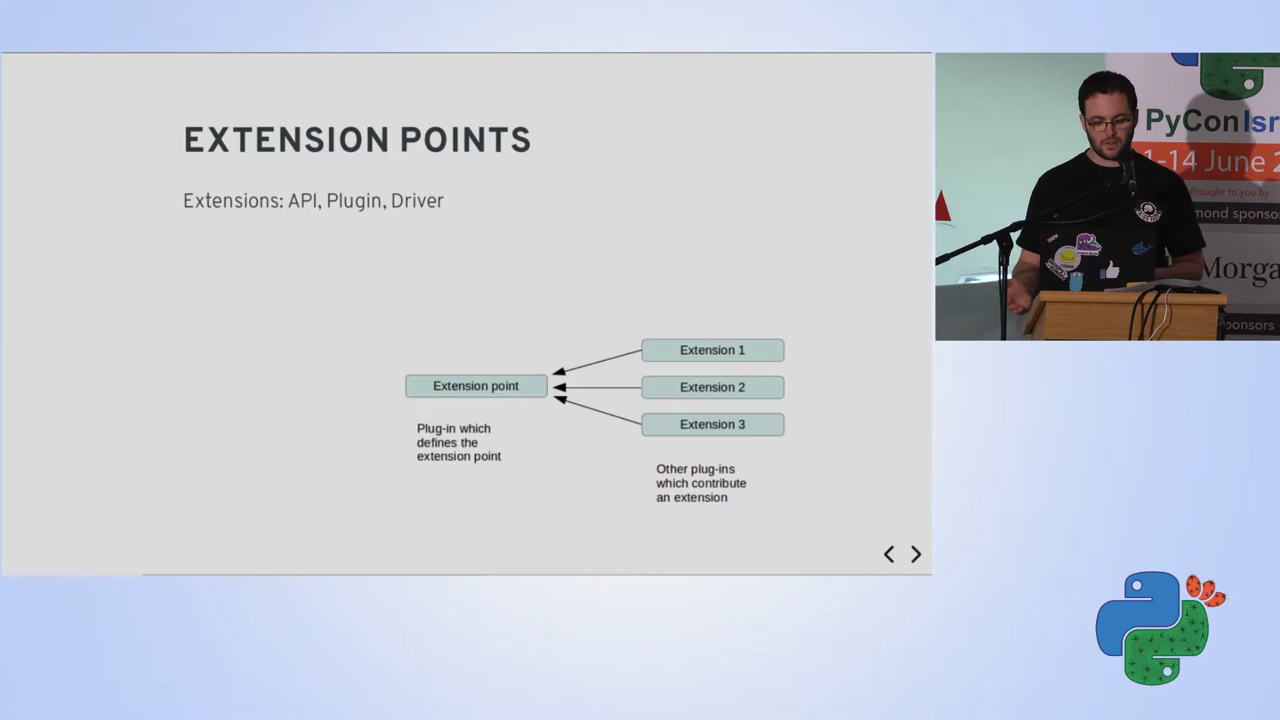 EXTENSION POINTS
Extensions: API, Plugin, Driver
Extension point
Plug-in which
defines the
extension point
Extension 1
Extension 2
Extension 3
Other plug-ins
which contribute
an extension
PyConIsr
1-14 June 2
Brought to you by
mond sponso
Morga
ponsors